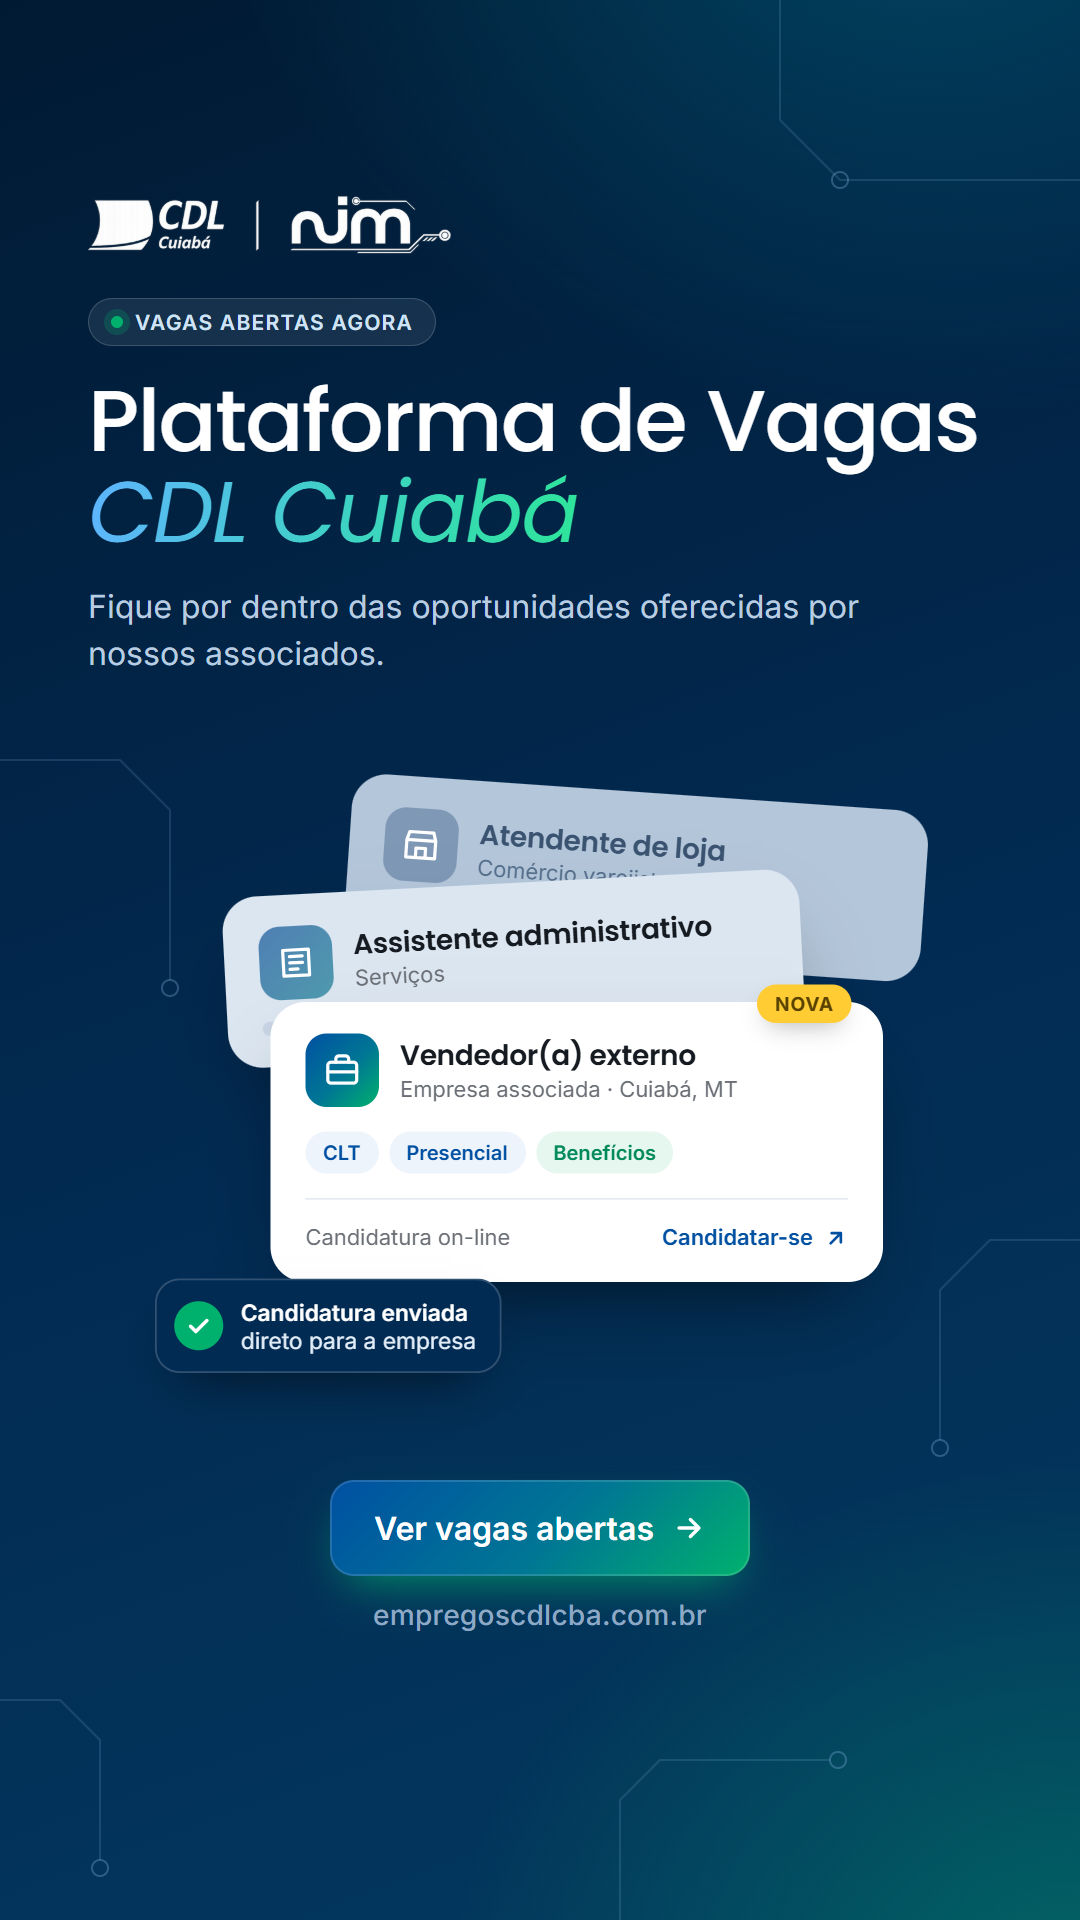 CDL
Cuiabá
njm
VAGAS ABERTAS AGORA
Plataforma de Vagas
CDL Cuiabá
Fique por dentro das oportunidades oferecidas por
nossos associados.
Atendente de loja
Comércio
Assistente administrativo
Serviços
NOVA
Vendedor(a) externo
Empresa associada · Cuiabá, MT
CLT
Presencial
Benefícios
Candidatura on-line
Candidatar-se
Candidatura enviada
direto para a empresa
Ver vagas abertas
empregoscdlcba.com.br